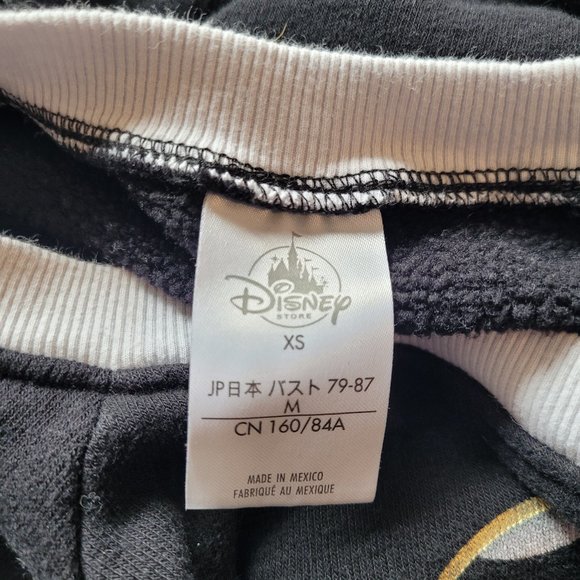 Disney
STORE
XS
JP日本 バスト 79-87
M
CN 160/84A
MADE IN MEXICO
FABRIQUÉ AU MEXIQUE